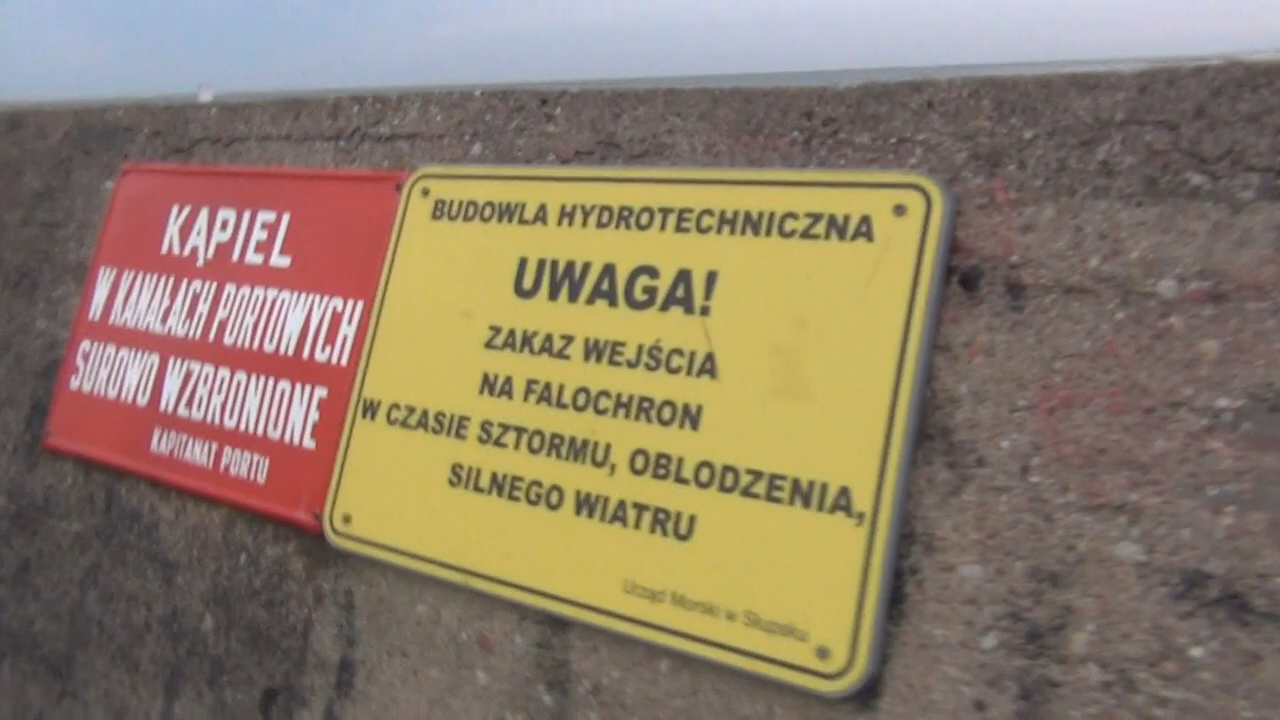 KĄPIEL
W KANAŁACH PORTOWYCH
SUROWO WZBRONIONE
KAPITANAT PORTU
BUDOWLA HYDROTECHNICZNA
UWAGA!
ZAKAZ WEJŚCIA
NA FALOCHRON
W CZASIE SZTORMU, OBLODZENIA,
SILNEGO WIATRU
Urząd Morski w Słupsku